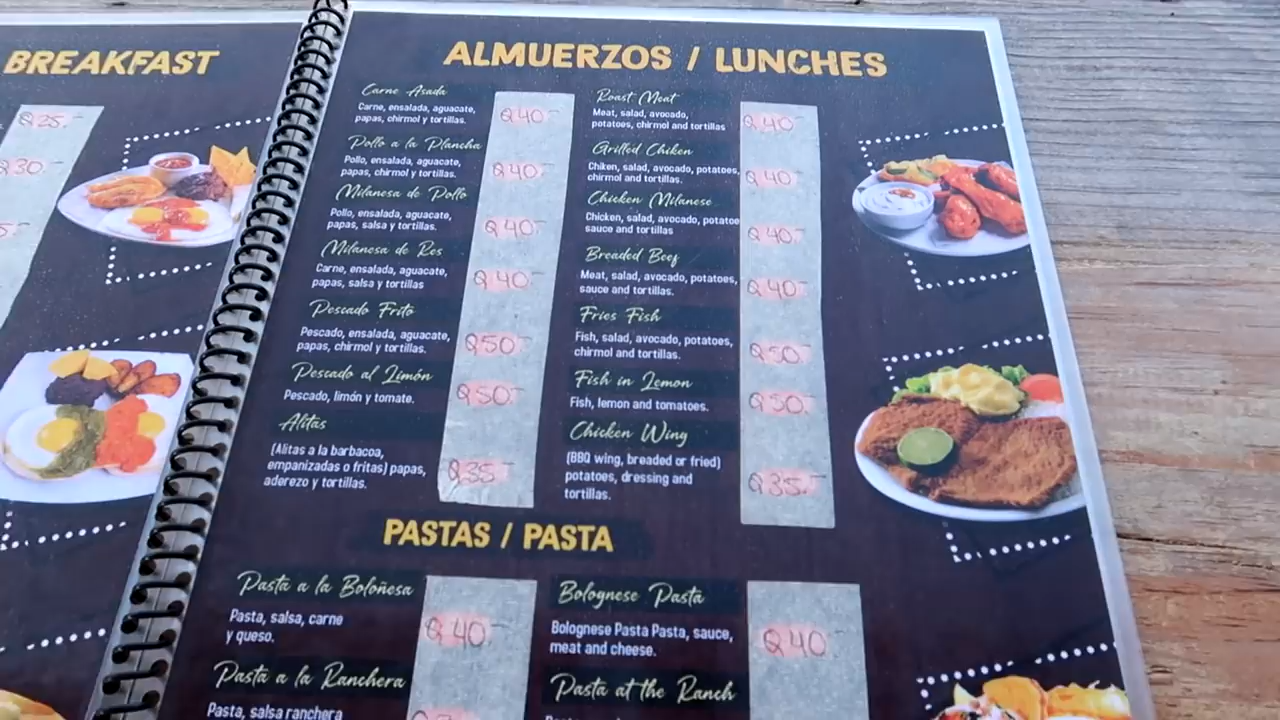 BREAKFAST
Q25.-
Q30.-
ALMUERZOS / LUNCHES
Carne Asada
Carne, ensalada, aguacate,
papas, chirmol y tortillas.
Q40.-
Pollo a la Plancha
Pollo, ensalada, aguacate,
papas, chirmol y tortillas.
Q40.-
Milanesa de Pollo
Pollo, ensalada, aguacate,
papas, salsa y tortillas.
Q40.-
Milanesa de Res
Carne, ensalada, aguacate,
papas, salsa y tortillas
Q40.-
Pescado Frito
Pescado, ensalada, aguacate,
papas, chirmol y tortillas.
Q50.-
Pescado al Limón
Pescado, limón y tomate.
Q50.-
Alitas
(Alitas a la barbacoa,
empanizadas o fritas) papas,
aderezo y tortillas.
Q35.-
Roast Meat
Meat, salad, avocado,
potatoes, chirmol and tortillas
Q40.-
Grilled Chiken
Chiken, salad, avocado, potatoes,
chirmol and tortillas.
Q40.-
Chicken Milanese
Chicken, salad, avocado, potatoe
sauce and tortillas
Q40.-
Breaded Beef
Meat, salad, avocado, potatoes,
sauce and tortillas.
Q40.-
Fries Fish
Fish, salad, avocado, potatoes,
chirmol and tortillas.
Q50.-
Fish in Lemon
Fish, lemon and tomatoes.
Q50.-
Chicken Wing
(BBQ wing, breaded or fried)
potatoes, dressing and
tortillas.
Q35.-
PASTAS / PASTA
Pasta a la Boloñesa
Pasta, salsa, carne
y queso.
Q40.-
Pasta a la Ranchera
Pasta, salsa ranchera
Bolognese Pasta
Bolognese Pasta Pasta, sauce,
meat and cheese.
Q40
Pasta at the Ranch